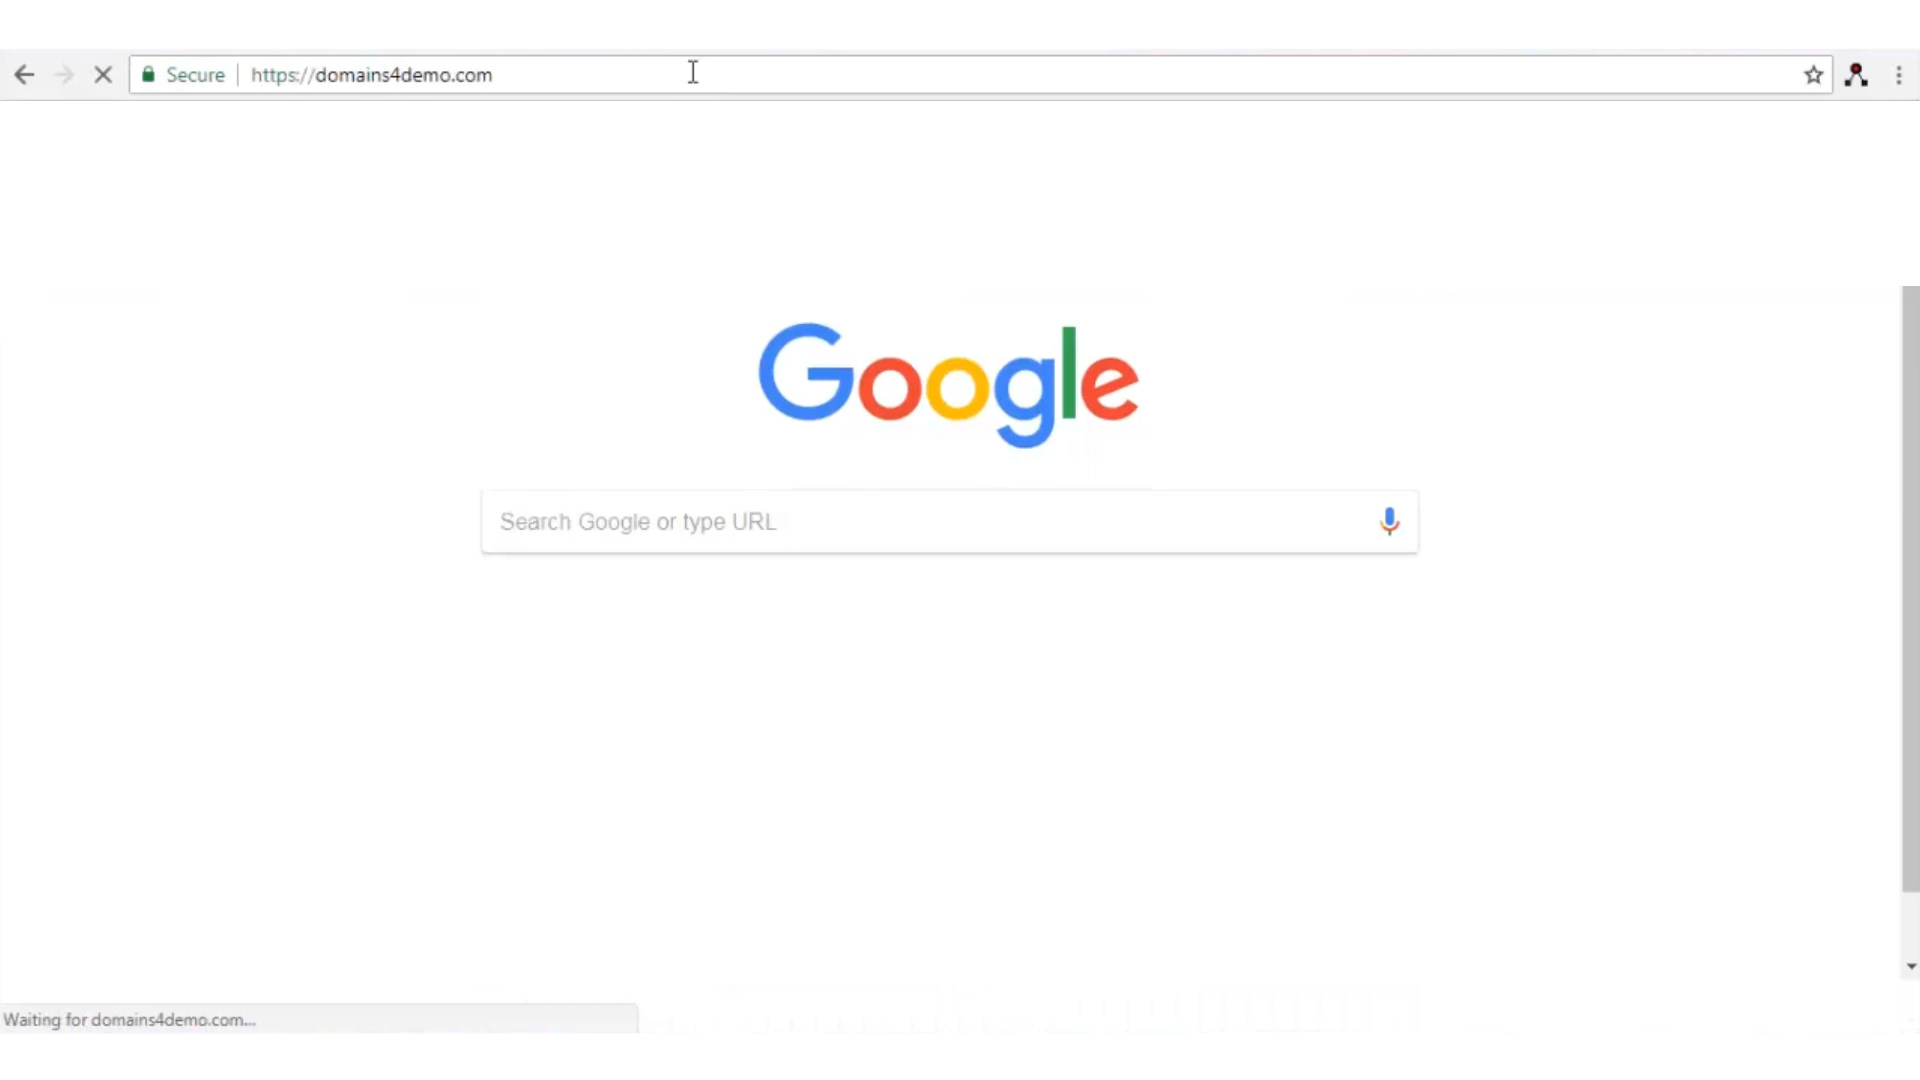 Secure https://domains4demo.com
Google
Search Google or type URL
Waiting for domains4demo.com...